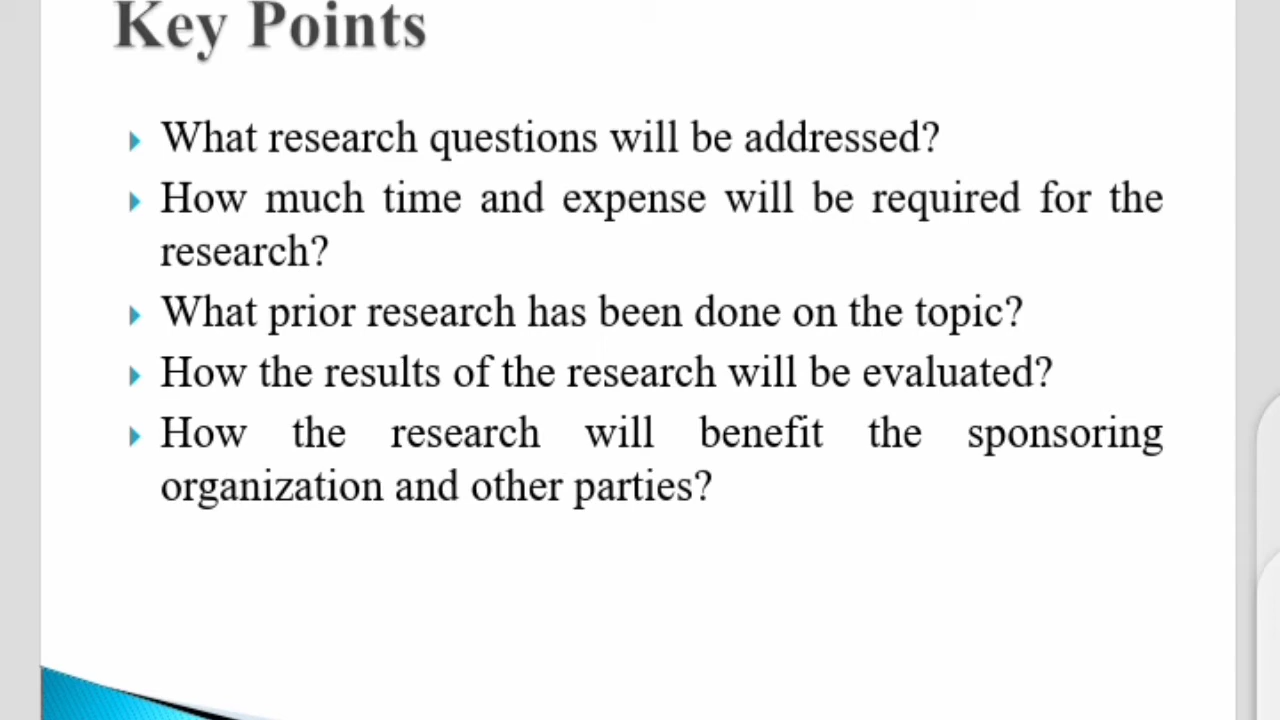 Key Points
What research questions will be addressed?
How much time and expense will be required for the
research?
What prior research has been done on the topic?
How the results of the research will be evaluated?
How the research will benefit the sponsoring
organization and other parties?